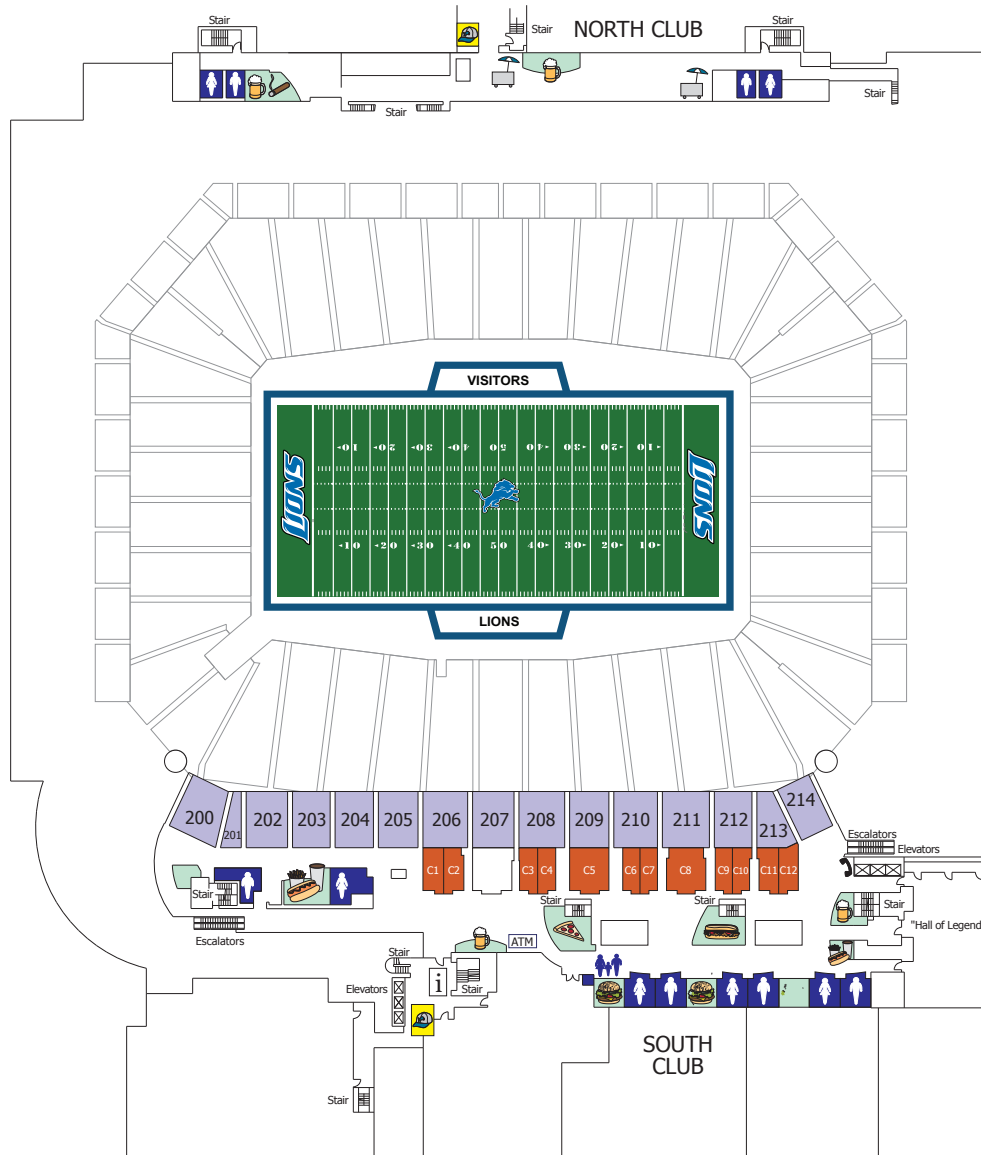 Stair
NORTH CLUB
Stair
Stair
Stair
Stair
VISITORS
10 20 30 40 50 40 30 20 10
LIONS
LIONS
10 20 30 40 50 40 30 20 10
LIONS
200
201
202
203
204
205
206
207
208
209
210
211
212
213
214
C1
C2
C3
C4
C5
C6
C7
C8
C9
C10
C11
C12
Escalators
Elevators
Stair
Escalators
Stair
Stair
Stair
"Hall of Legend
ATM
Stair
Elevators
i
Stair
SOUTH
CLUB
Stair